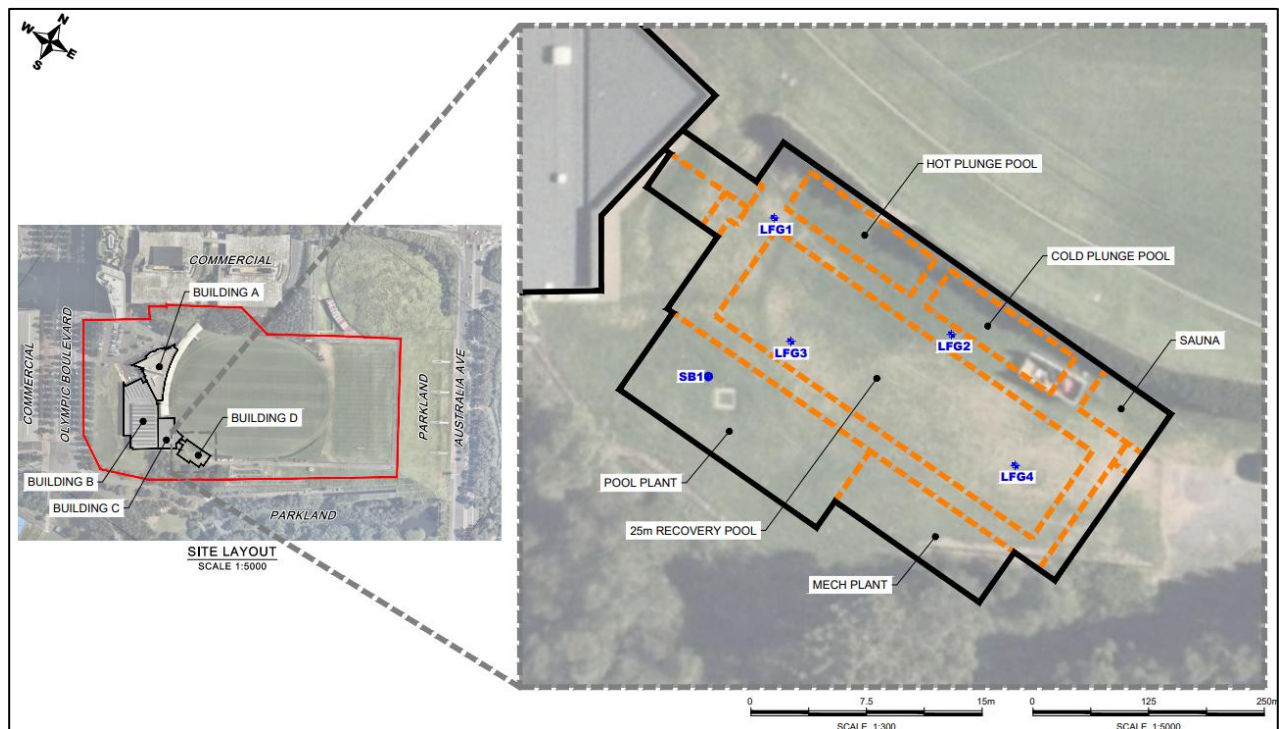 N
W
E
S
HOT PLUNGE POOL
LFG1
COLD PLUNGE POOL
COMMERCIAL
BUILDING A
SAUNA
LFG2
LFG3
SB1
COMMERCIAL
OLYMPIC BOULEVARD
PARKLAND
AUSTRALIA AVE
BUILDING D
LFG4
BUILDING B
POOL PLANT
BUILDING C
PARKLAND
25m RECOVERY POOL
SITE LAYOUT
SCALE 1:5000
MECH PLANT
0 7.5 15m
SCALE 1:300
0 125 250m
SCALE 1:5000